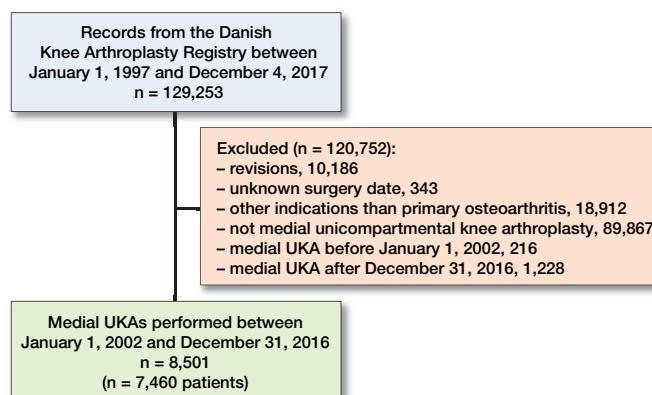 Records from the Danish
Knee Arthroplasty Registry between
January 1, 1997 and December 4, 2017
n = 129,253
Excluded (n = 120,752):
– revisions, 10,186
– unknown surgery date, 343
– other indications than primary osteoarthritis, 18,912
– not medial unicompartmental knee arthroplasty, 89,867
– medial UKA before January 1, 2002, 216
– medial UKA after December 31, 2016, 1,228
Medial UKAs performed between
January 1, 2002 and December 31, 2016
n = 8,501
(n = 7,460 patients)